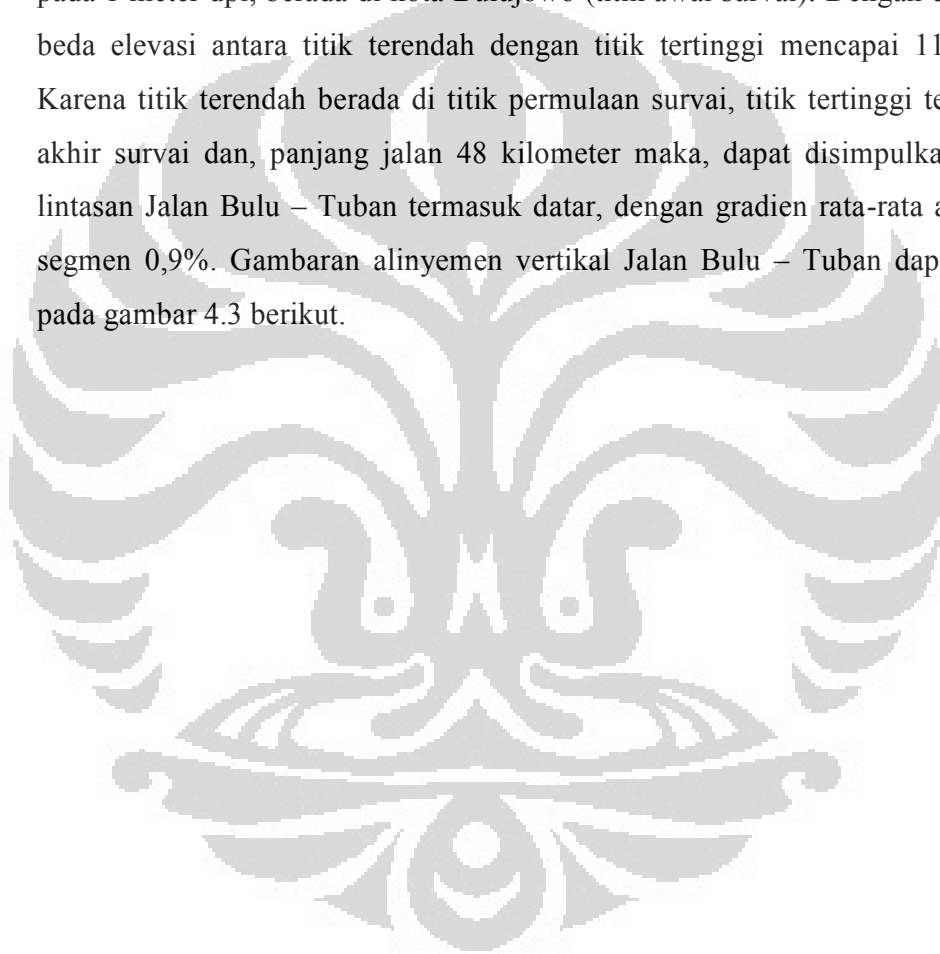 pada 1 meter dpl, berada di kota Bulujowo (titik awal survai). Dengan
beda elevasi antara titik terendah dengan titik tertinggi mencapai 11
Karena titik terendah berada di titik permulaan survai, titik tertinggi
akhir survai dan, panjang jalan 48 kilometer maka, dapat disimpulka
lintasan Jalan Bulu – Tuban termasuk datar, dengan gradien rata-rata a
segmen 0,9%. Gambaran alinyemen vertikal Jalan Bulu – Tuban dap
pada gambar 4.3 berikut.